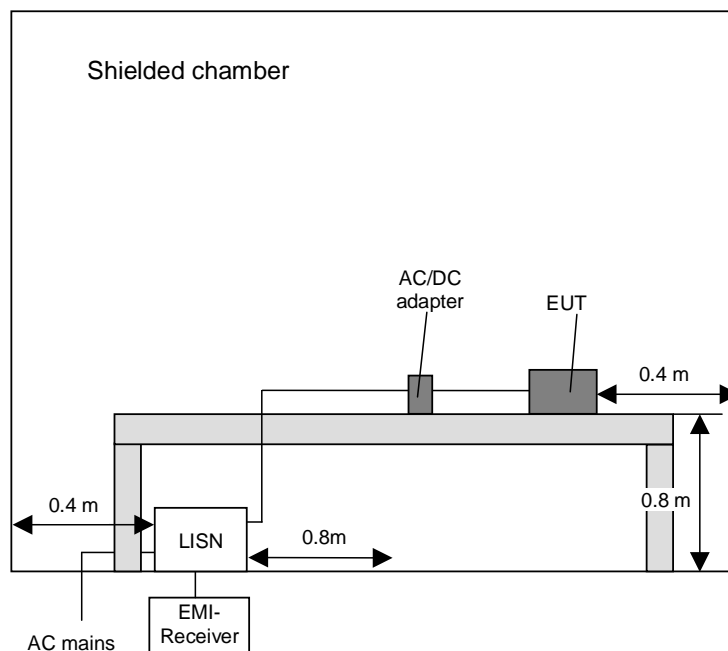 Shielded chamber
AC/DC
adapter
EUT
0.4 m
0.4 m
0.8 m
LISN
0.8m
EMI-
Receiver
AC mains